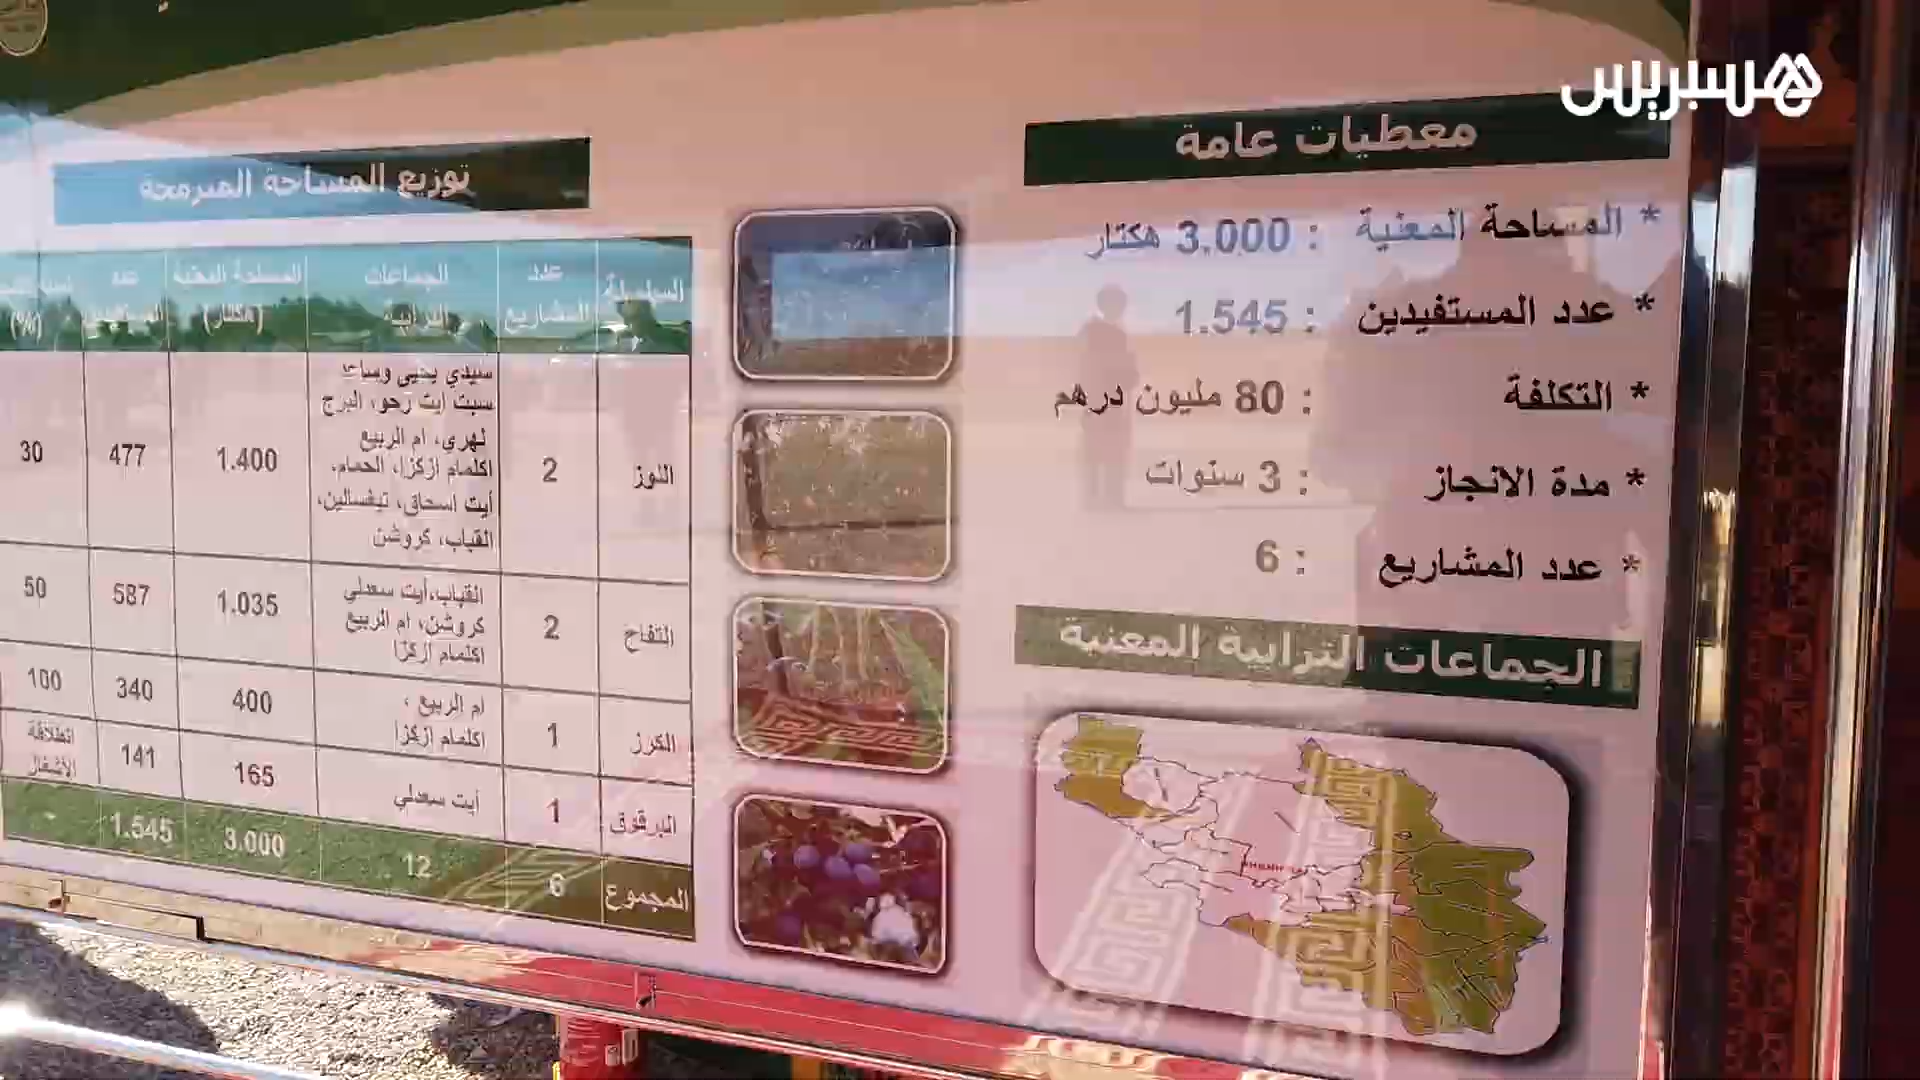 هسبريس
معطيات عامة
* المساحة المعنية : 3.000 هكتار
* عدد المستفيدين : 1.545
* التكلفة : 80 مليون درهم
* مدة الانجاز : 3 سنوات
* عدد المشاريع : 6
الجماعات الترابية المعنية
توزيع المساحة المبرمجة
السلسلة عدد المشاريع الجماعات الترابية المساحة المعنية (هكتار) عدد المستفيدين (%)
سيدي يحيى وساعد
سبت ايت رحو، البرج
لهري، ام الربيع
اللوز 2 اكلمام ازكزا، الحمام، 1.400 477 30
أيت اسحاق، تيغسالين،
القباب، كروشن
القباب، أيت سعدلي
التفاح 2 كروشن، ام الربيع 1.035 587 50
اكلمام ازكزا
ام الربيع ،
الكرز 1 اكلمام ازكزا 400 340 100
البرقوق 1 أيت سعدلي 165 141 انطلاقة الأشغال
المجموع 6 12 3.000 1.545